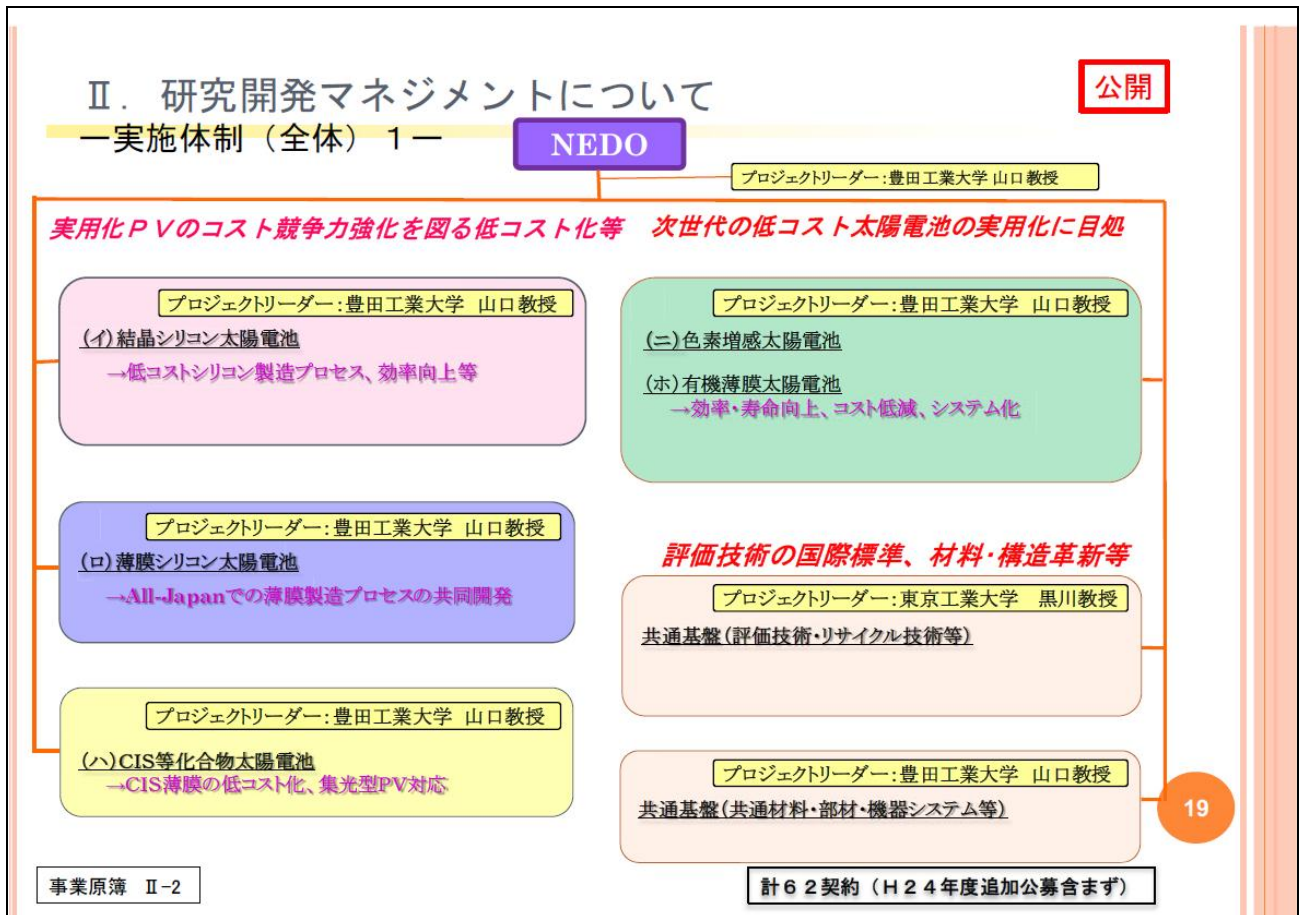 Ⅱ．研究開発マネジメントについて
公開
ー実施体制（全体）１ー
NEDO
プロジェクトリーダー：豊田工業大学 山口教授
実用化ＰＶのコスト競争力強化を図る低コスト化等
プロジェクトリーダー：豊田工業大学 山口教授
(イ)結晶シリコン太陽電池
→低コストシリコン製造プロセス、効率向上等
プロジェクトリーダー：豊田工業大学 山口教授
(ロ)薄膜シリコン太陽電池
→All-Japanでの薄膜製造プロセスの共同開発
プロジェクトリーダー：豊田工業大学 山口教授
(ハ)CIS等化合物太陽電池
→CIS薄膜の低コスト化、集光型PV対応
次世代の低コスト太陽電池の実用化に目処
プロジェクトリーダー：豊田工業大学 山口教授
(ニ)色素増感太陽電池
(ホ)有機薄膜太陽電池
→効率・寿命向上、コスト低減、システム化
評価技術の国際標準、材料・構造革新等
プロジェクトリーダー：東京工業大学 黒川教授
共通基盤(評価技術・リサイクル技術等)
プロジェクトリーダー：豊田工業大学 山口教授
共通基盤(共通材料・部材・機器システム等)
19
事業原簿 Ⅱ-2
計６２契約（Ｈ２４年度追加公募含まず）